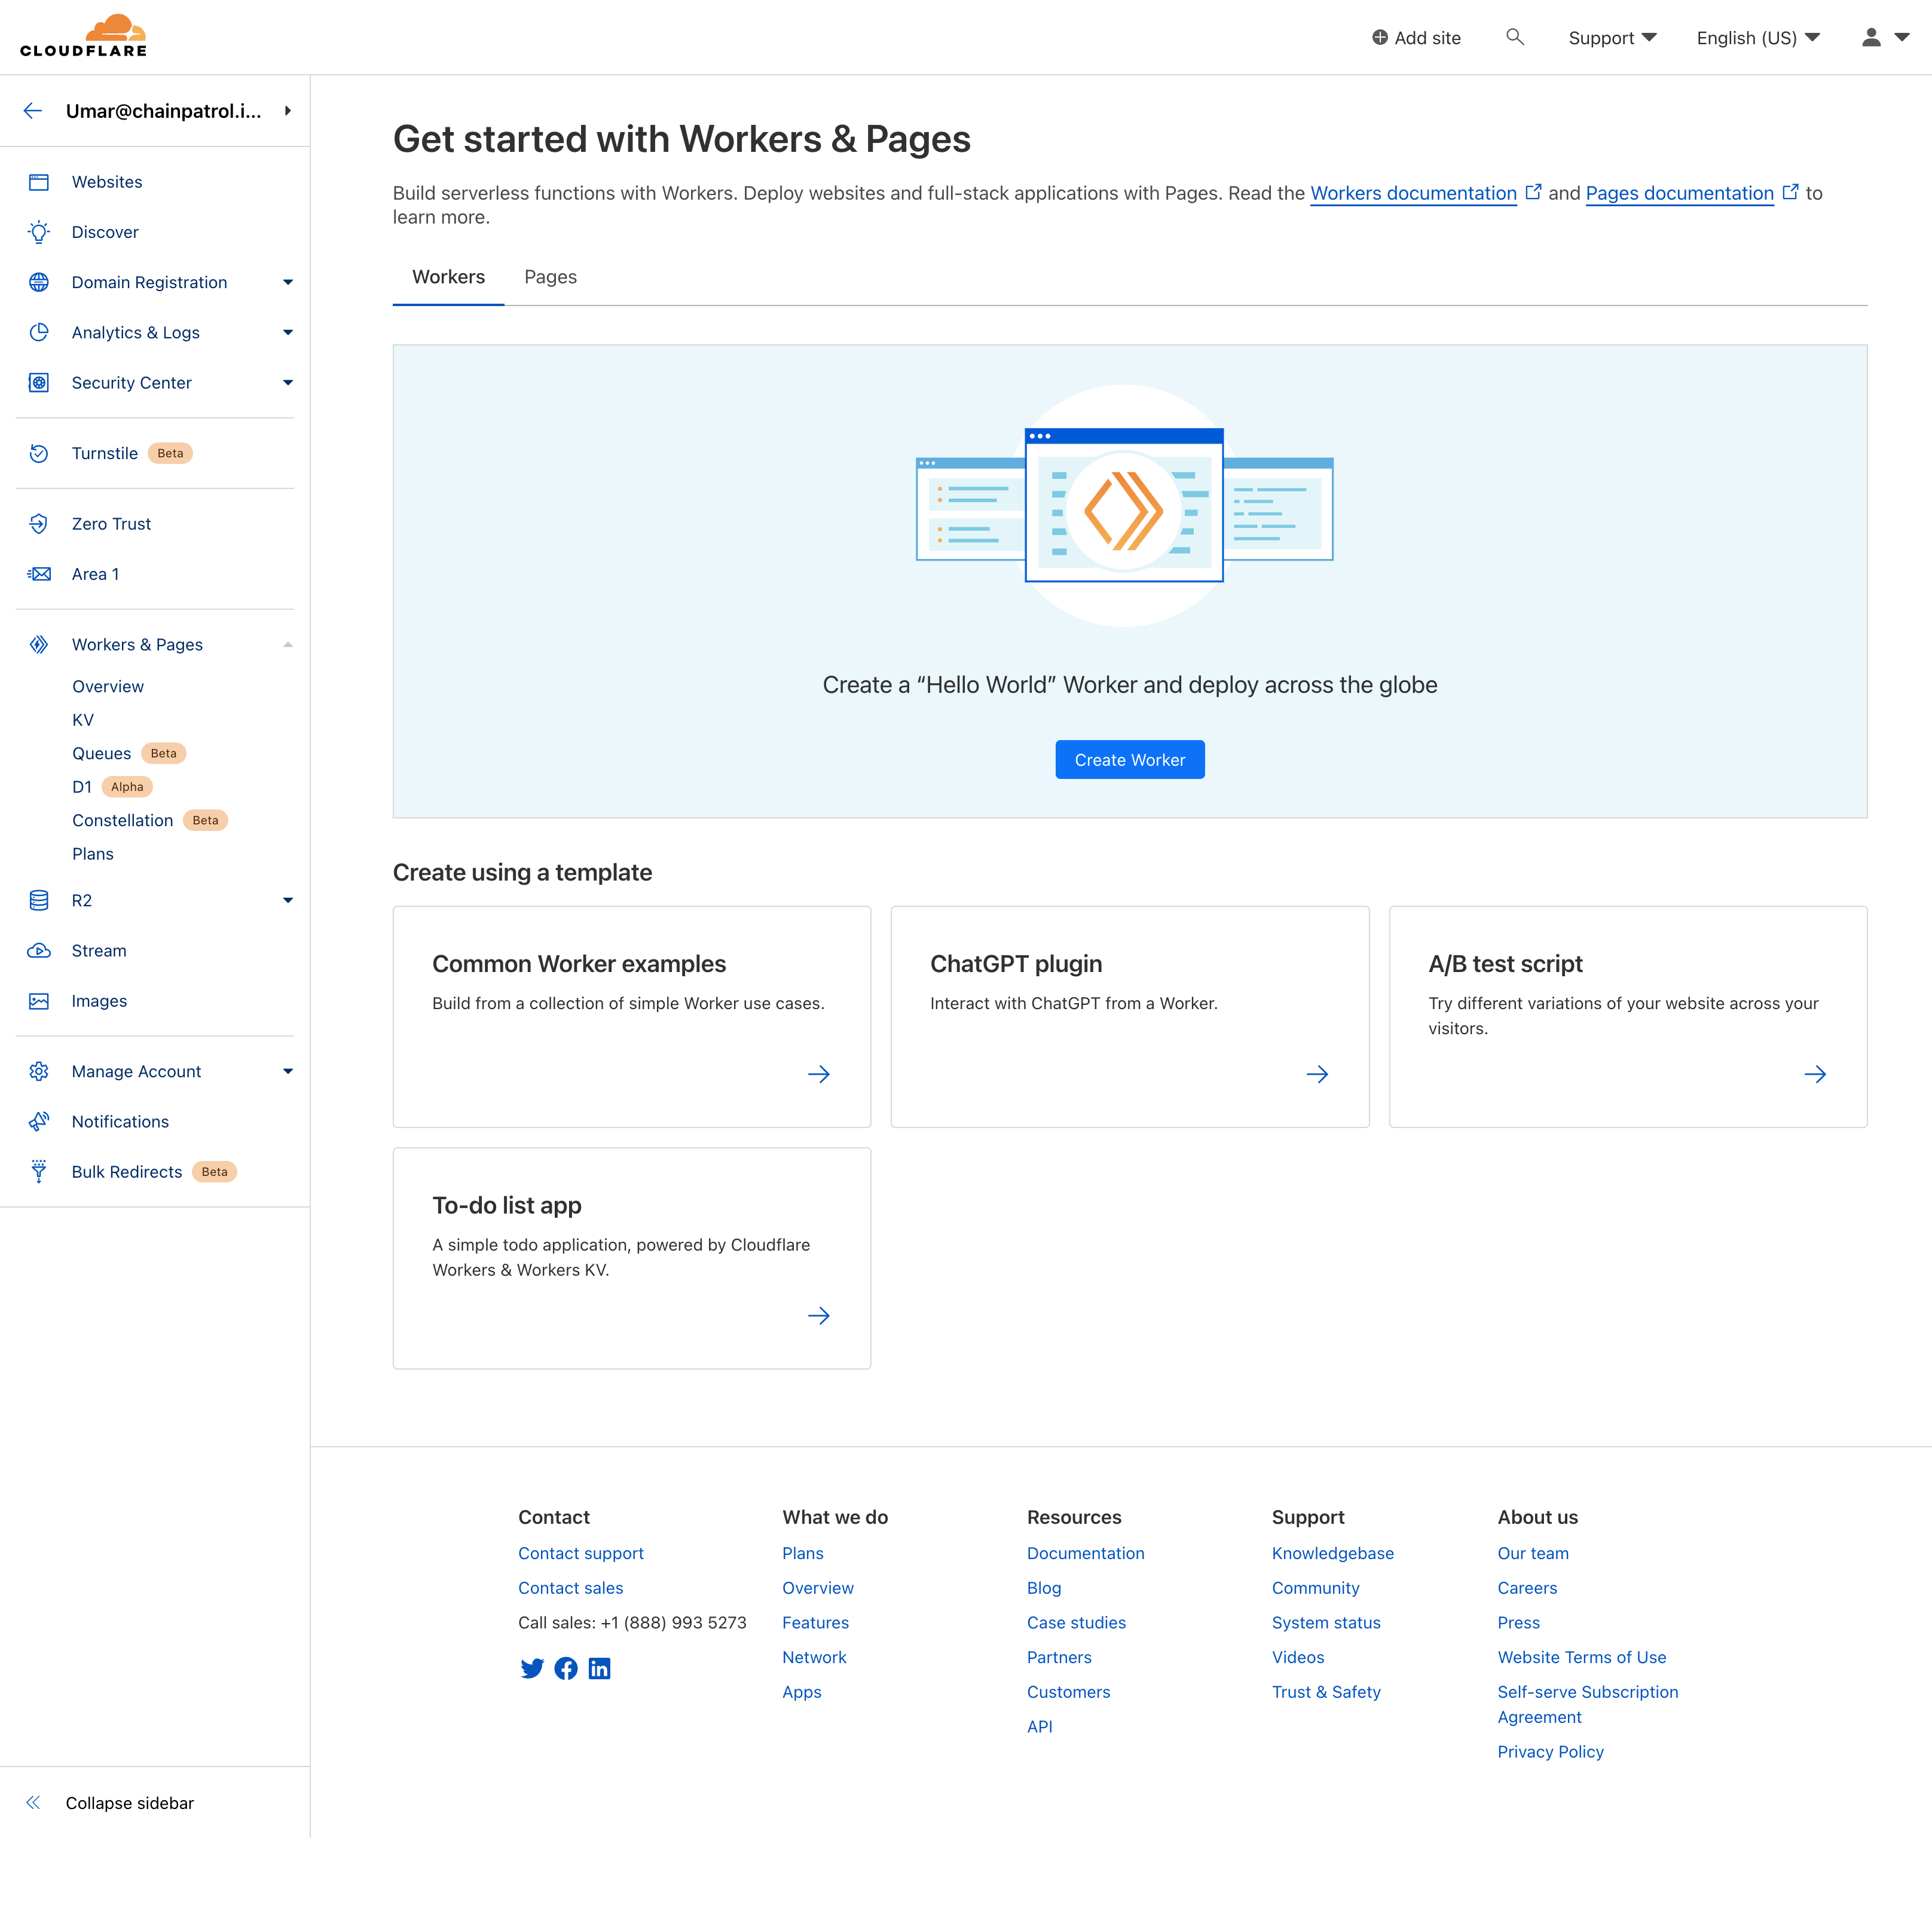 CLOUDFLARE
Add site
Support
English (US)
Umar@chainpatrol.i...
Websites
Discover
Domain Registration
Analytics & Logs
Security Center
Turnstile Beta
Zero Trust
Area 1
Workers & Pages
Overview
KV
Queues Beta
D1 Alpha
Constellation Beta
Plans
R2
Stream
Images
Manage Account
Notifications
Bulk Redirects Beta
Collapse sidebar
Get started with Workers & Pages
Build serverless functions with Workers. Deploy websites and full-stack applications with Pages. Read the Workers documentation and Pages documentation to
learn more.
Workers Pages
Create a “Hello World” Worker and deploy across the globe
Create Worker
Create using a template
Common Worker examples
Build from a collection of simple Worker use cases.
ChatGPT plugin
Interact with ChatGPT from a Worker.
A/B test script
Try different variations of your website across your
visitors.
To-do list app
A simple todo application, powered by Cloudflare
Workers & Workers KV.
Contact
Contact support
Contact sales
Call sales: +1 (888) 993 5273
What we do
Plans
Overview
Features
Network
Apps
Resources
Documentation
Blog
Case studies
Partners
Customers
API
Support
Knowledgebase
Community
System status
Videos
Trust & Safety
About us
Our team
Careers
Press
Website Terms of Use
Self-serve Subscription
Agreement
Privacy Policy